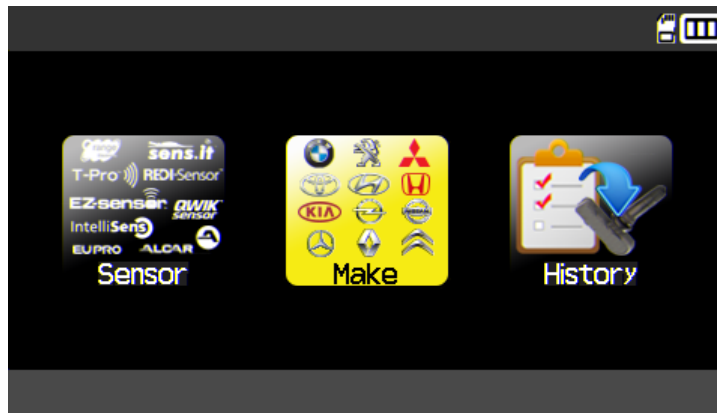 sens.it
T-Pro REDI-Sensor
EZ-sensor QWIK
sensor
IntelliSens
EUPRO ALCAR
Sensor
KIA
Make
History